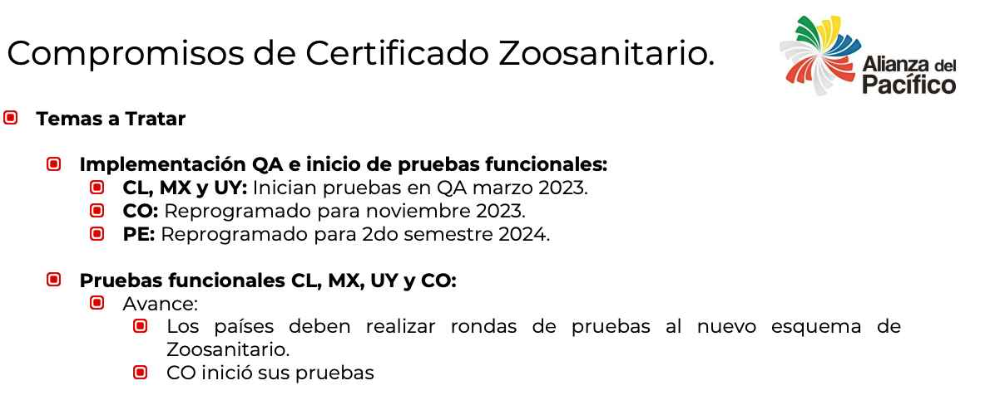 Compromisos de Certificado Zoosanitario.
Alianza del
Pacífico
Temas a Tratar
Implementación QA e inicio de pruebas funcionales:
CL, MX y UY: Inician pruebas en QA marzo 2023.
CO: Reprogramado para noviembre 2023.
PE: Reprogramado para 2do semestre 2024.
Pruebas funcionales CL, MX, UY y CO:
Avance:
Los países deben realizar rondas de pruebas al nuevo esquema de
Zoosanitario.
CO inició sus pruebas